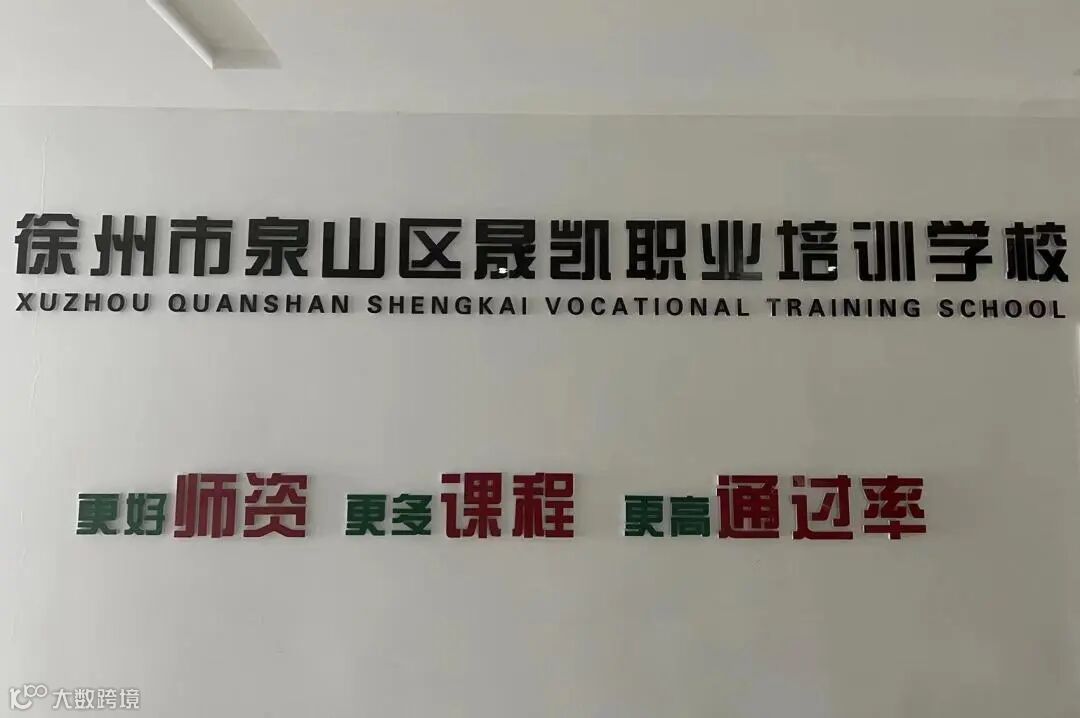 徐州市泉山区晟凯职业培训学校
XUZHOU QUANSHAN SHENGKAI VOCATIONAL TRAINING SCHOOL
更好师资 更多课程 更高通过率
大数跨境